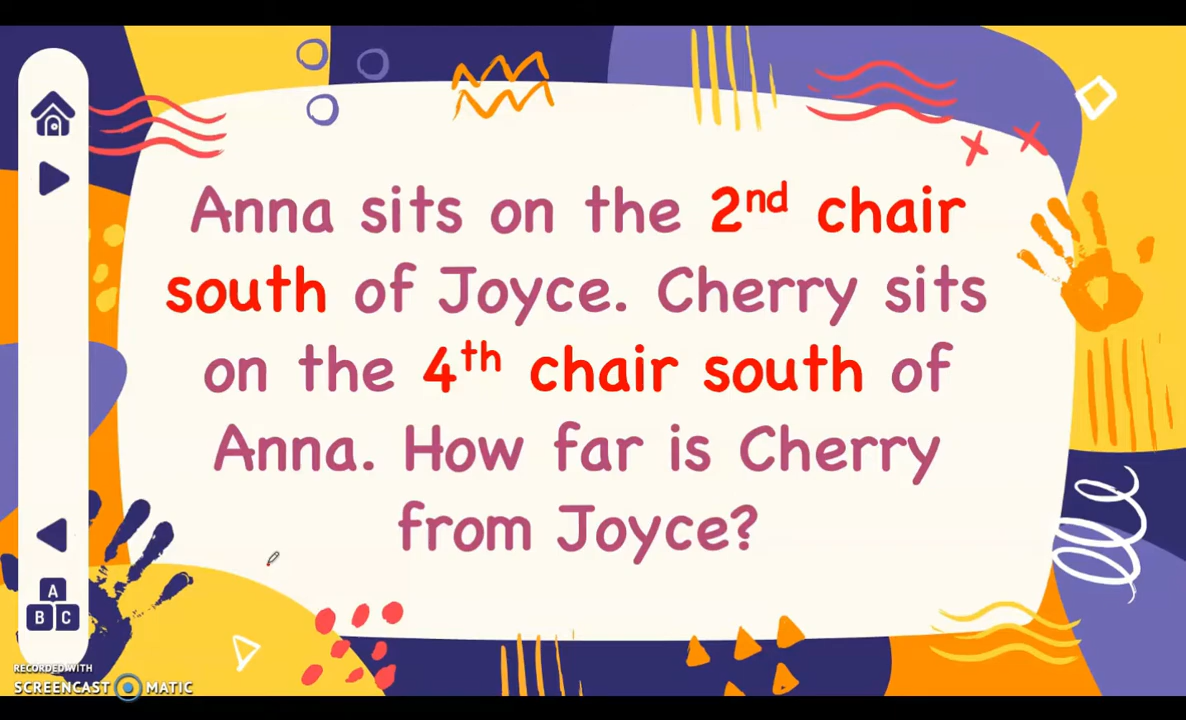 Anna sits on the 2nd chair
south of Joyce. Cherry sits
on the 4th chair south of
Anna. How far is Cherry
from Joyce?
A
B C
RECORDED WITH
SCREENCAST MATIC